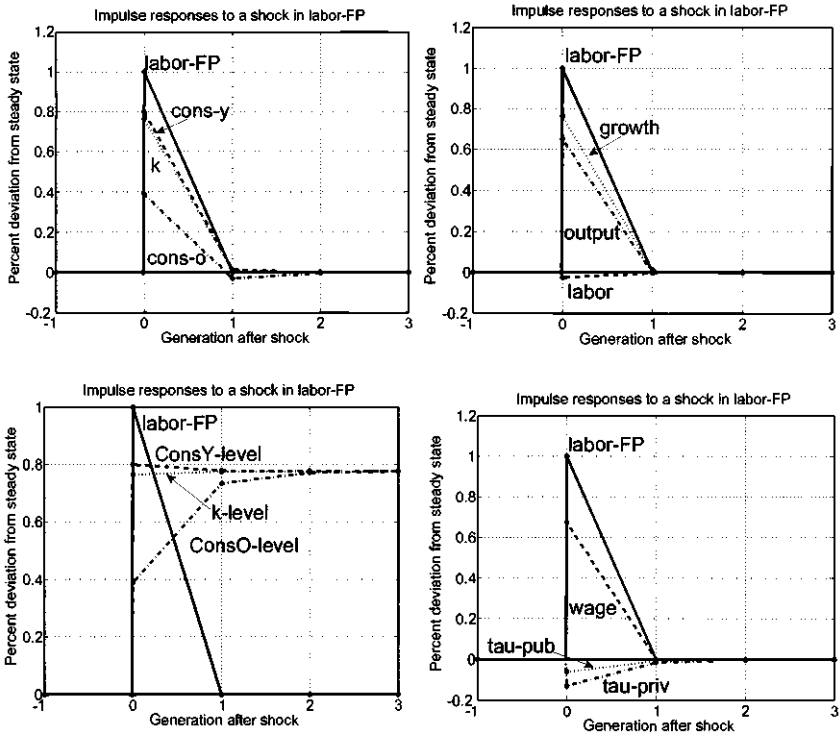 Impulse responses to a shock in labor-FP
Percent deviation from steady state
1.2
1
0.8
0.6
0.4
0.2
0
-0.2
labor-FP
cons-y
k
cons-o
-1
0
1
2
3
Generation after shock
Impulse responses to a shock in labor-FP
Percent deviation from steady state
1.2
1
0.8
0.6
0.4
0.2
0
-0.2
labor-FP
growth
output
labor
-1
0
1
2
3
Generation after shock
Impulse responses to a shock in labor-FP
Percent deviation from steady state
1
0.8
0.6
0.4
0.2
0
labor-FP
ConsY-level
k-level
ConsO-level
-1
0
1
2
3
Generation after shock
Impulse responses to a shock in labor-FP
Percent deviation from steady state
1.2
1
0.8
0.6
0.4
0.2
0
-0.2
labor-FP
wage
tau-pub
tau-priv
-1
0
1
2
3
Generation after shock